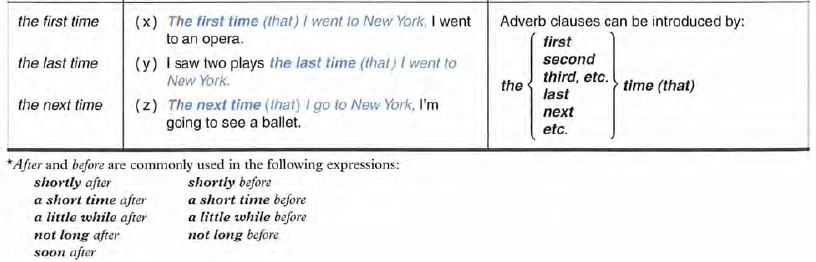 the first time
(x) The first time (that) I went to New York, I went
to an opera.
the last time
(y) I saw two plays the last time (that) I went to
New York.
the next time
(z) The next time (that) I go to New York, I'm
going to see a ballet.
Adverb clauses can be introduced by:
the { first
second
third, etc.
last
next
etc. } time (that)
*After and before are commonly used in the following expressions:
shortly after shortly before
a short time after a short time before
a little while after a little while before
not long after not long before
soon after